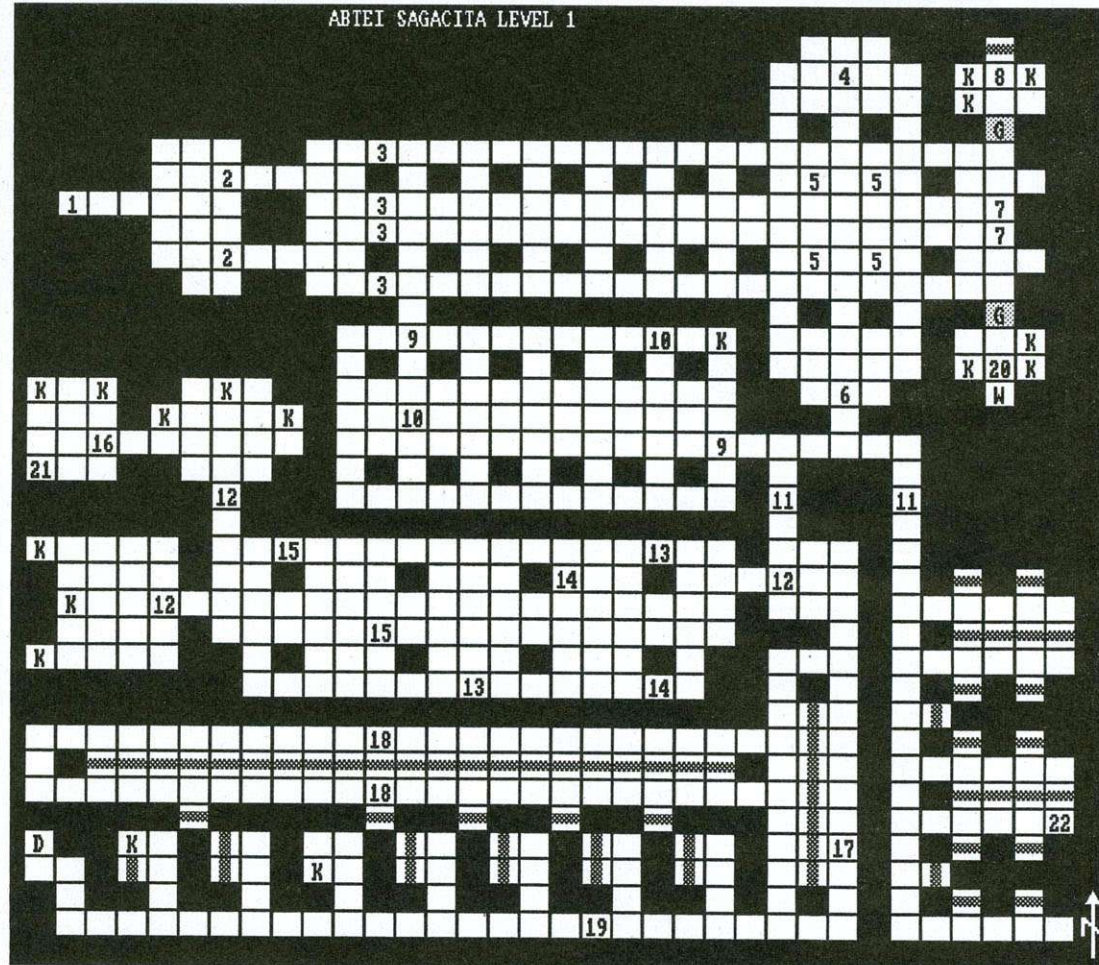 ABTEI SAGACITA LEVEL 1
4 K 8 K
K
G
3
2 5 5
1 3 7
3 7
2 5 5
3
G
9 10 K K
K 20 K
K K K 6 W
K K 10
16 9
21
12 11 11
K 15 13
14 12
K 12
15
K
13 14
18
18
22
D K 17
K
19
N